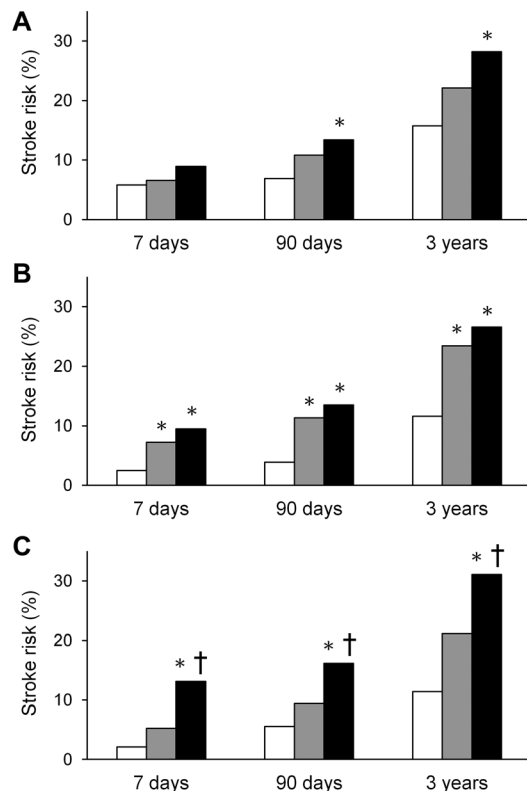 A
Stroke risk (%)
30
20
10
0
*
*
7 days 90 days 3 years
B
Stroke risk (%)
30
20
10
0
* *
* *
* *
7 days 90 days 3 years
C
Stroke risk (%)
30
20
10
0
* †
* †
* †
7 days 90 days 3 years